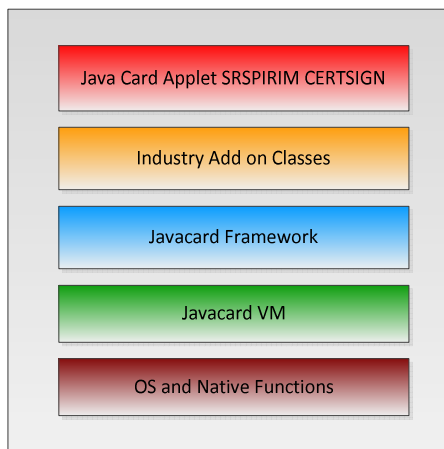 Java Card Applet SRSPIRIM CERTSIGN
Industry Add on Classes
Javacard Framework
Javacard VM
OS and Native Functions